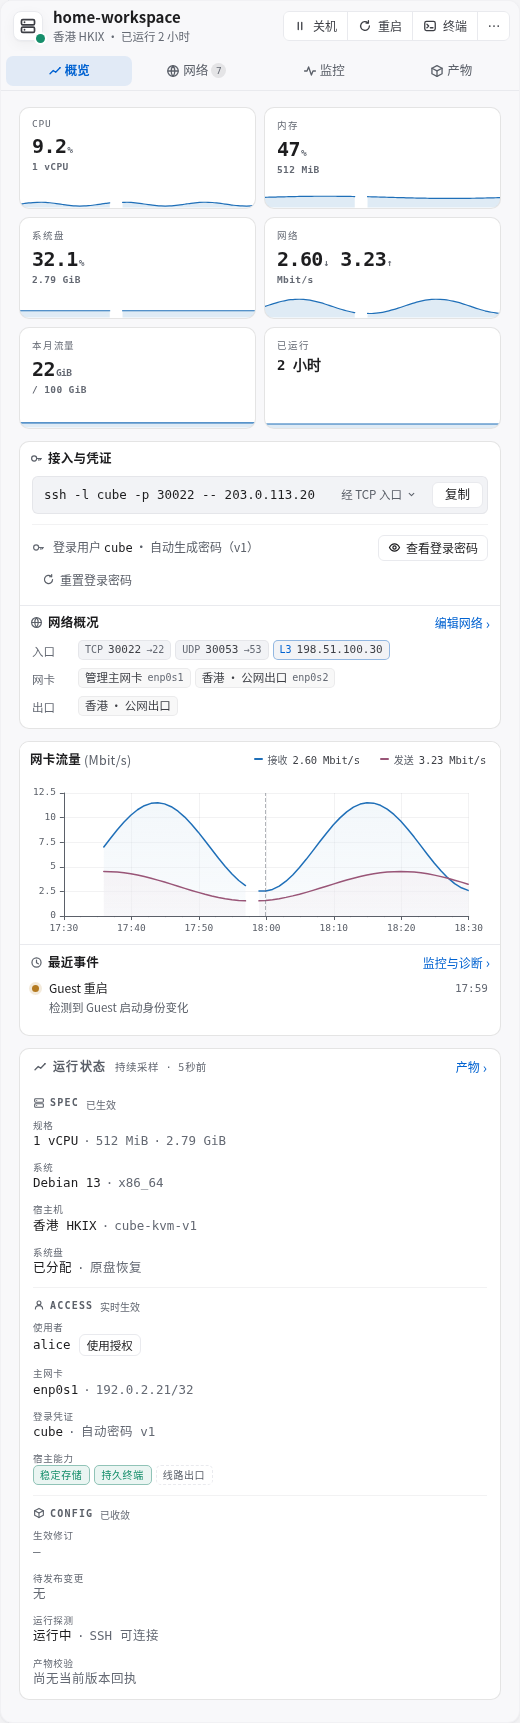 home-workspace
香港 HKIX · 已运行 2 小时
关机 重启 终端 ···
概览 网络 7 监控 产物
CPU
9.2%
1 vCPU
内存
47%
512 MiB
系统盘
32.1%
2.79 GiB
网络
2.60↓ 3.23↑
Mbit/s
本月流量
22GiB
/ 100 GiB
已运行
2 小时
接入与凭证
ssh -l cube -p 30022 -- 203.0.113.20 经 TCP 入口 复制
登录用户 cube · 自动生成密码（v1） 查看登录密码
重置登录密码
网络概况 编辑网络 ›
入口 TCP 30022 →22 UDP 30053 →53 L3 198.51.100.30
网卡 管理主网卡 enp0s1 香港 · 公网出口 enp0s2
出口 香港 · 公网出口
网卡流量 (Mbit/s) 接收 2.60 Mbit/s 发送 3.23 Mbit/s
12.5
10
7.5
5
2.5
0
17:30 17:40 17:50 18:00 18:10 18:20 18:30
最近事件 监控与诊断 ›
Guest 重启 17:59
检测到 Guest 启动身份变化
运行状态 持续采样 · 5秒前 产物 ›
SPEC 已生效
规格
1 vCPU · 512 MiB · 2.79 GiB
系统
Debian 13 · x86_64
宿主机
香港 HKIX · cube-kvm-v1
系统盘
已分配 · 原盘恢复
ACCESS 实时生效
使用者
alice 使用授权
主网卡
enp0s1 · 192.0.2.21/32
登录凭证
cube · 自动密码 v1
宿主能力
稳定存储 持久终端 线路出口
CONFIG 已收敛
生效修订
—
待发布变更
无
运行探测
运行中 · SSH 可连接
产物校验
尚无当前版本回执